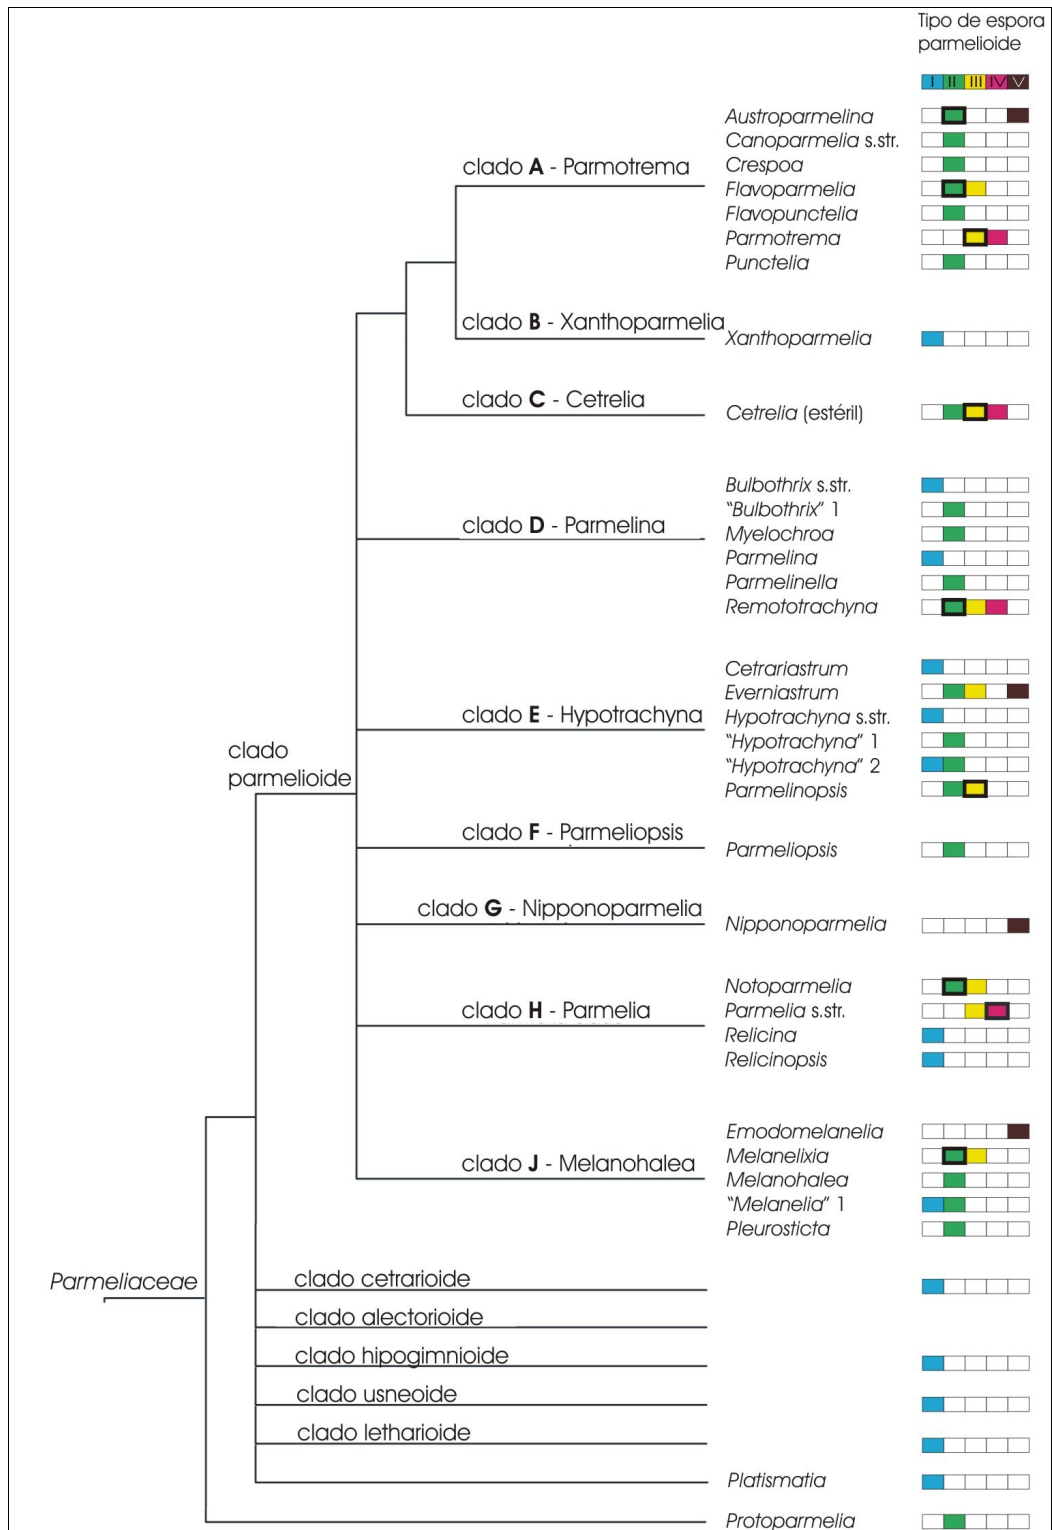 Tipo de espora
parmelioide
I II III IV V
Austroparmelina
Canoparmelia s.str.
clado A - Parmotrema
Crespoa
Flavoparmelia
Flavopunctelia
Parmotrema
Punctelia
clado B - Xanthoparmelia
Xanthoparmelia
clado C - Cetrelia
Cetrelia (estéril)
Bulbothrix s.str.
“Bulbothrix” 1
clado D - Parmelina
Myelochroa
Parmelina
Parmelinella
Remototrachyna
Cetrariastrum
Everniastrum
clado E - Hypotrachyna
Hypotrachyna s.str.
“Hypotrachyna” 1
“Hypotrachyna” 2
Parmelinopsis
clado
parmelioide
clado F - Parmeliopsis
Parmeliopsis
clado G - Nipponoparmelia
Nipponoparmelia
Notoparmelia
clado H - Parmelia
Parmelia s.str.
Relicina
Relicinopsis
Emodomelanelia
Melanelixia
clado J - Melanohalea
Melanohalea
“Melanelia” 1
Pleurosticta
Parmeliaceae
clado cetrarioide
clado alectorioide
clado hipogimnioide
clado usneoide
clado letharioide
Platismatia
Protoparmelia